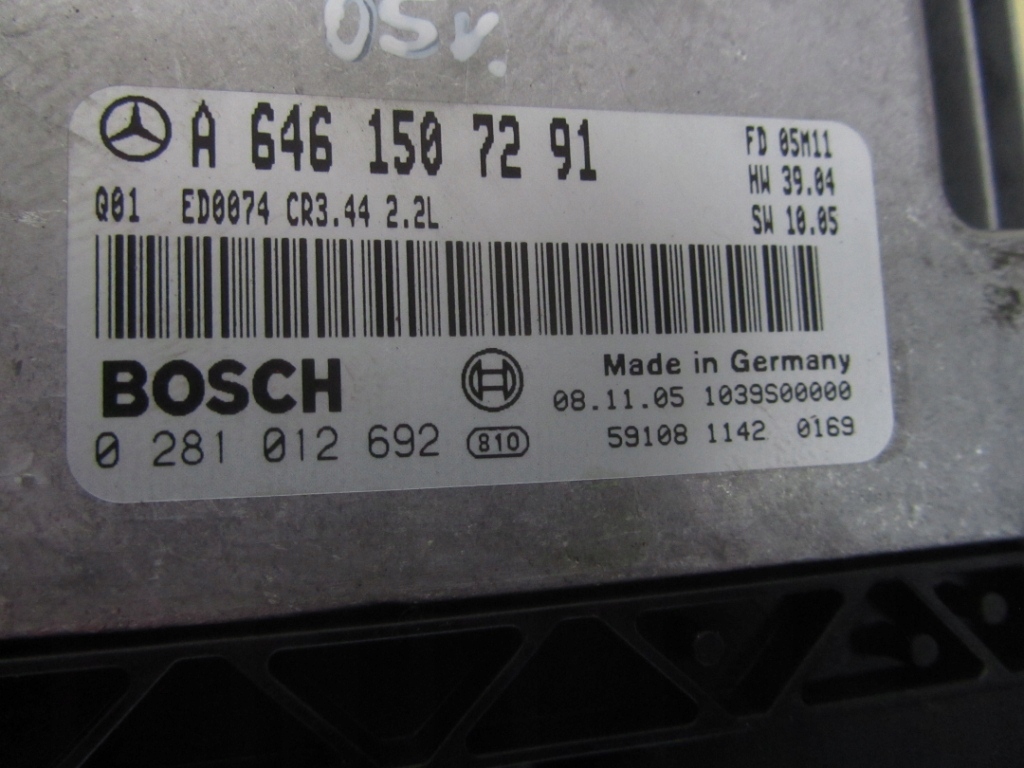 05v.
A 646 150 72 91
FD 05M11
HW 39.04
Q01 ED0074 CR3.44 2.2L
SW 10.05
BOSCH
Made in Germany
08.11.05 1039S00000
0 281 012 692 810
59108 1142 0169